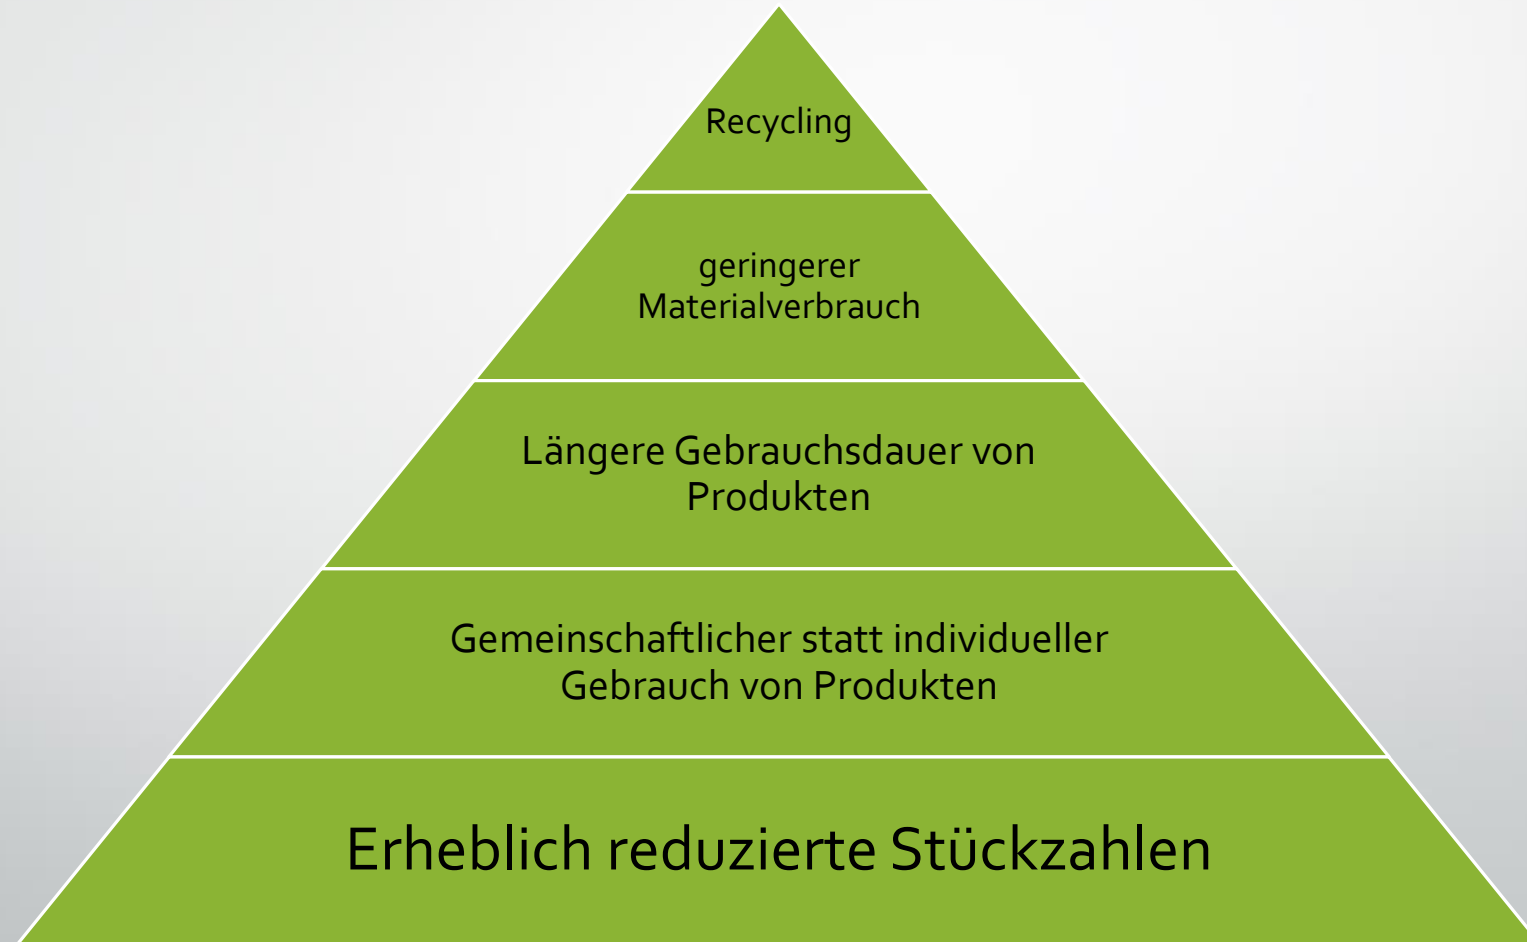 Recycling
geringerer
Materialverbrauch
Längere Gebrauchsdauer von
Produkten
Gemeinschaftlicher statt individueller
Gebrauch von Produkten
Erheblich reduzierte Stückzahlen